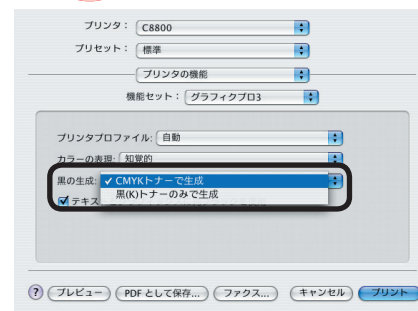 プリンタ： C8800
プリセット： 標準
プリンタの機能
機能セット： グラフィックプロ3
プリンタプロファイル: 自動
カラーの表現: 知覚的
黒の生成: ✓ CMYKトナーで生成
黒(K)トナーのみで生成
テキス
? プレビュー PDF として保存... ファクス... キャンセル プリント